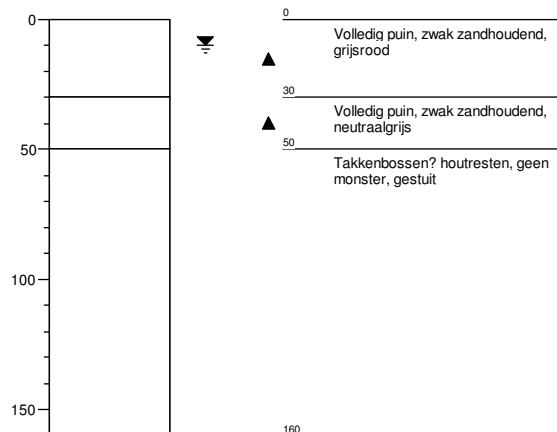 0
0
Volledig puin, zwak zandhoudend,
grijsrood
30
Volledig puin, zwak zandhoudend,
neutraalgrijs
50
50
Takkenbossen? houtresten, geen
monster, gestuit
100
150
160